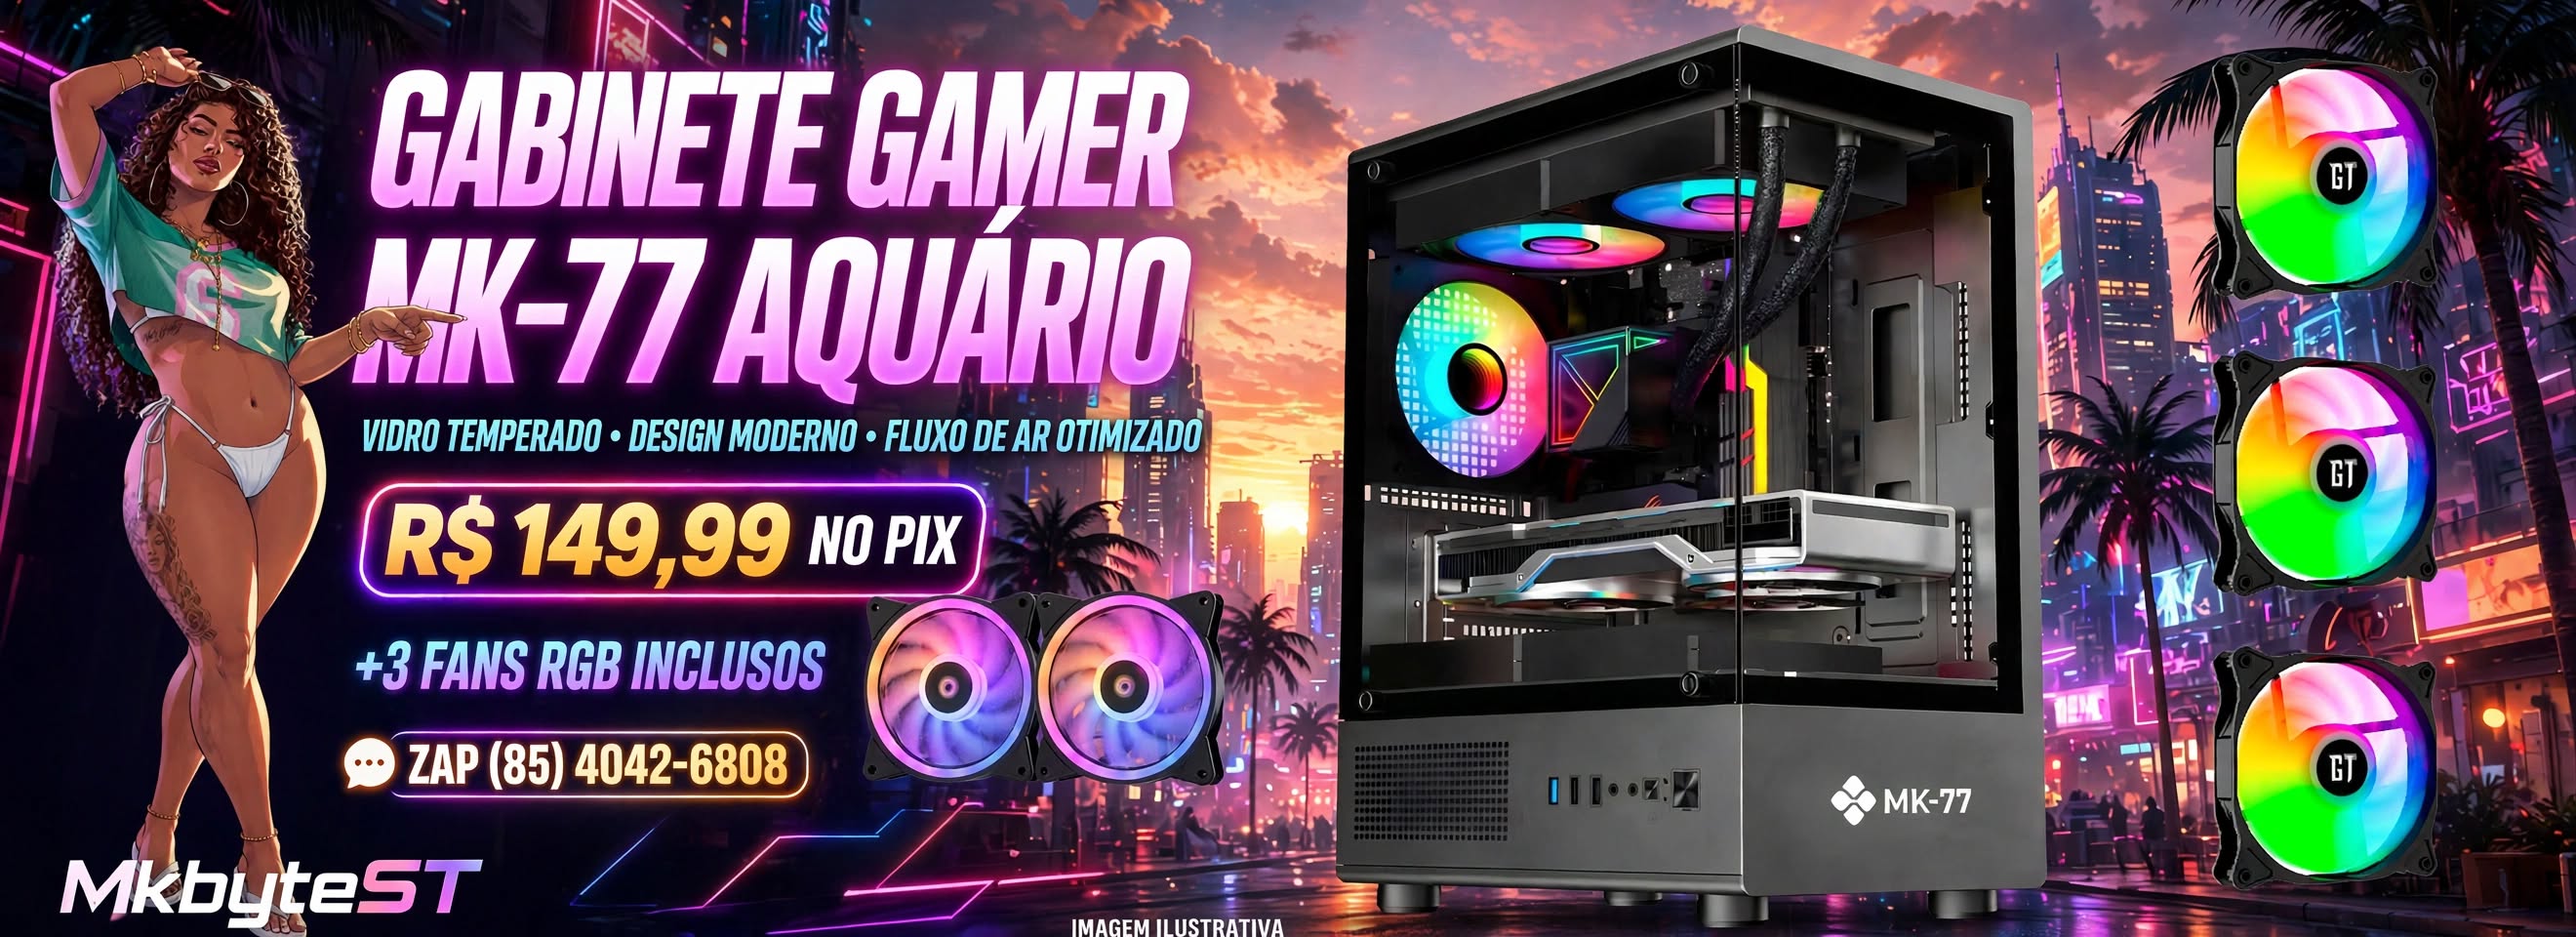 GABINETE GAMER
MK-77 AQUÁRIO
VIDRO TEMPERADO • DESIGN MODERNO • FLUXO DE AR OTIMIZADO
R$ 149,99 NO PIX
+3 FANS RGB INCLUSOS
ZAP (85) 4042-6808
MkbyteST
IMAGEM ILUSTRATIVA
MK-77
GT
GT
GT